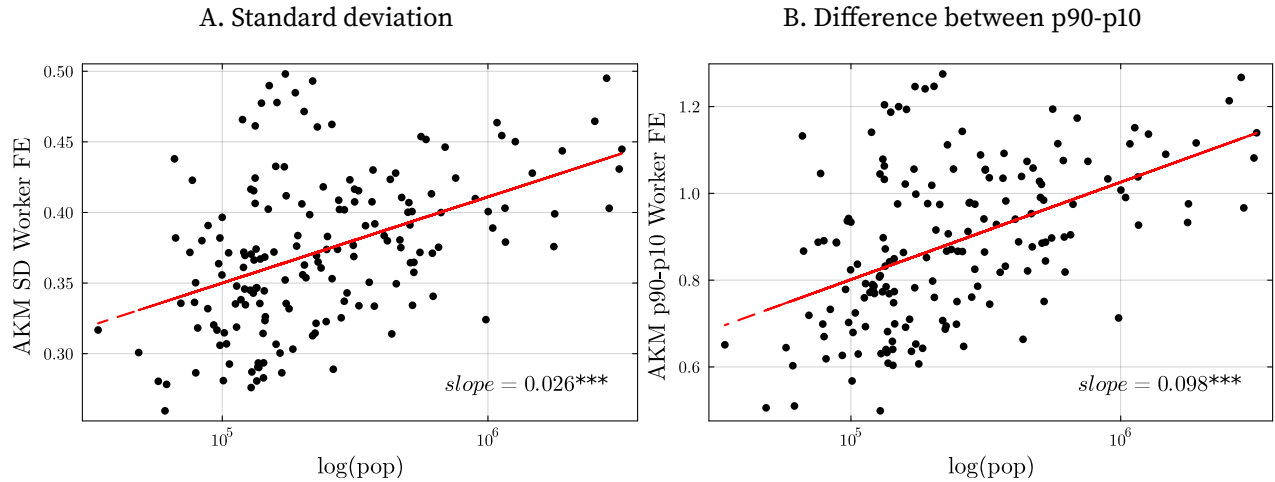 A. Standard deviation
AKM SD Worker FE
0.50
0.45
0.40
0.35
0.30
slope = 0.026***
10^5
10^6
log(pop)
B. Difference between p90-p10
AKM p90-p10 Worker FE
1.2
1.0
0.8
0.6
slope = 0.098***
10^5
10^6
log(pop)